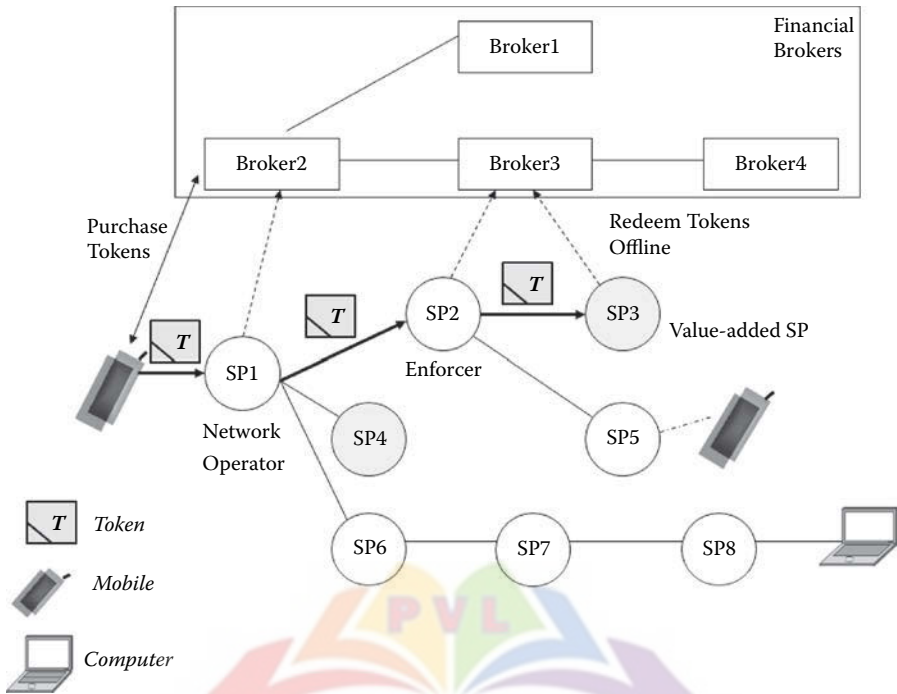 Financial
Brokers
Broker1
Broker2
Broker3
Broker4
Purchase
Tokens
Redeem Tokens
Offline
T
T
T
SP1
SP2
SP3
Value-added SP
Enforcer
Network
Operator
SP4
SP5
T
Token
SP6
SP7
SP8
Mobile
PVL
Computer